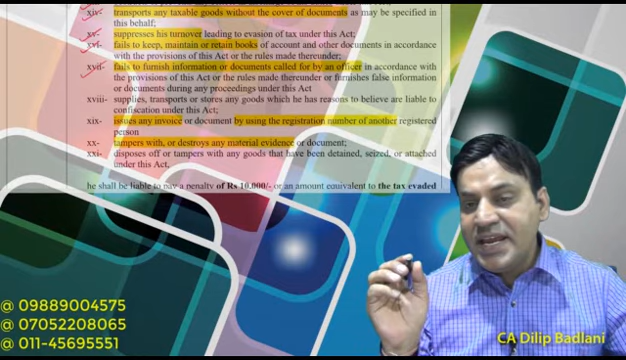 xiv- transports any taxable goods without the cover of documents as may be specified in
this behalf;
xv- suppresses his turnover leading to evasion of tax under this Act;
xvi- fails to keep, maintain or retain books of account and other documents in accordance
with the provisions of this Act or the rules made thereunder;
xvii- fails to furnish information or documents called for by an officer in accordance with
the provisions of this Act or the rules made thereunder or furnishes false information
or documents during any proceedings under this Act
xviii- supplies, transports or stores any goods which he has reasons to believe are liable to
confiscation under this Act;
xix- issues any invoice or document by using the registration number of another registered
person
xx- tampers with, or destroys any material evidence or document;
xxi- disposes off or tampers with any goods that have been detained, seized, or attached
under this Act,
he shall be liable to pay a penalty of Rs 10,000/- or an amount equivalent to the tax evaded
@ 09889004575
@ 07052208065
@ 011-45695551
CA Dilip Badlani